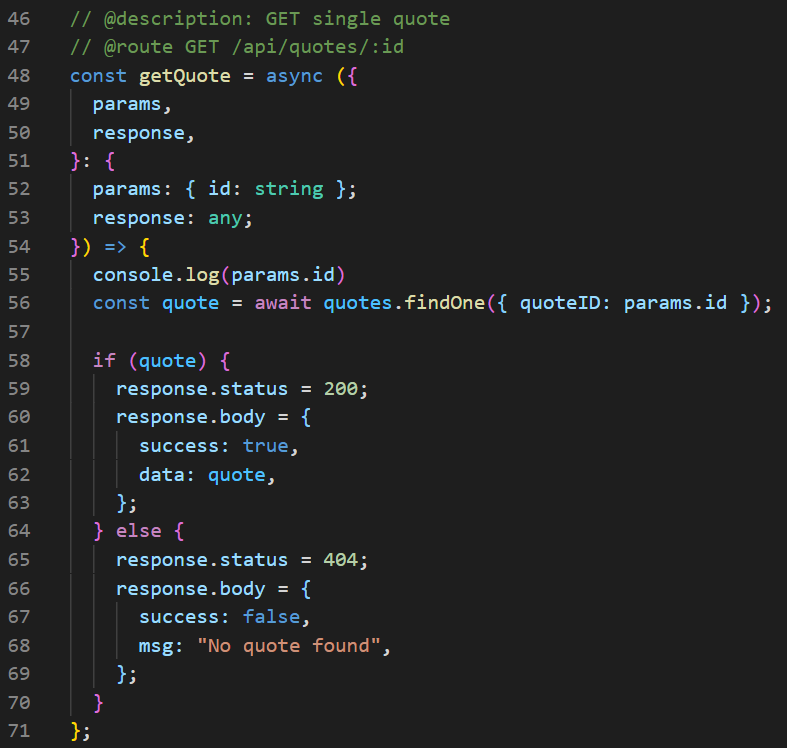 46 // @description: GET single quote
47 // @route GET /api/quotes/:id
48 const getQuote = async ({
49 params,
50 response,
51 }: {
52 params: { id: string };
53 response: any;
54 }) => {
55 console.log(params.id)
56 const quote = await quotes.findOne({ quoteID: params.id });
57
58 if (quote) {
59 response.status = 200;
60 response.body = {
61 success: true,
62 data: quote,
63 };
64 } else {
65 response.status = 404;
66 response.body = {
67 success: false,
68 msg: "No quote found",
69 };
70 }
71 };